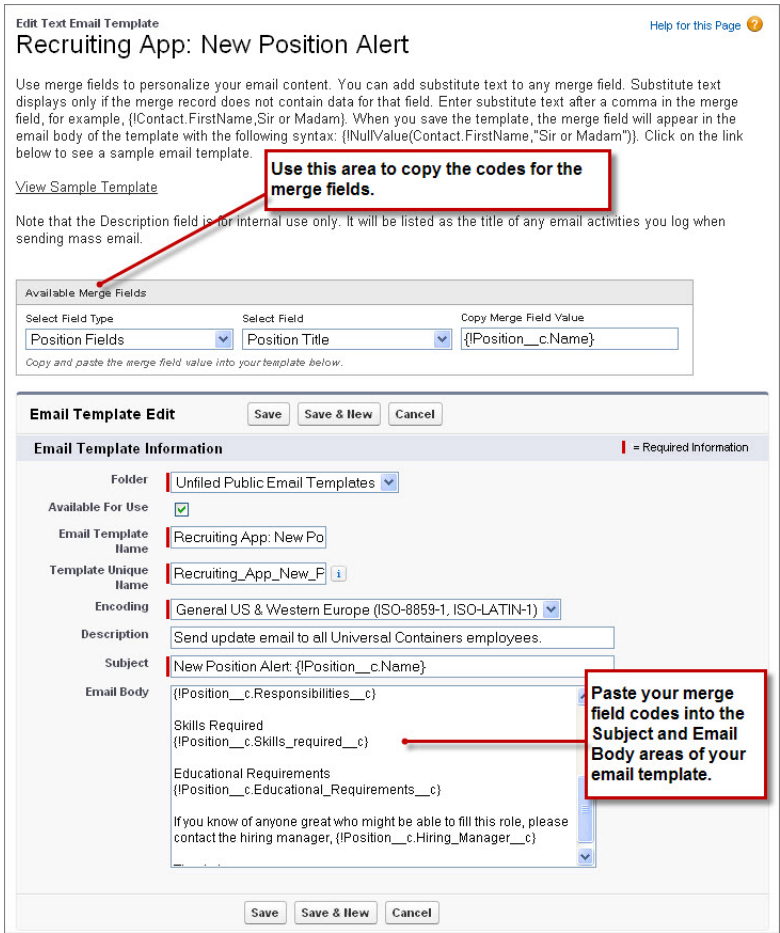 Edit Text Email Template
Help for this Page
Recruiting App: New Position Alert
Use merge fields to personalize your email content. You can add substitute text to any merge field. Substitute text
displays only if the merge record does not contain data for that field. Enter substitute text after a comma in the merge
field, for example, {!Contact.FirstName,Sir or Madam}. When you save the template, the merge field will appear in the
email body of the template with the following syntax: {!NullValue(Contact.FirstName,"Sir or Madam")}. Click on the link
below to see a sample email template.
Use this area to copy the codes for the
merge fields.
View Sample Template
Note that the Description field is for internal use only. It will be listed as the title of any email activities you log when
sending mass email.
Available Merge Fields
Select Field Type
Select Field
Copy Merge Field Value
Position Fields
Position Title
{!Position__c.Name}
Copy and paste the merge field value into your template below.
Email Template Edit
Save
Save & New
Cancel
Email Template Information
= Required Information
Folder
Unfiled Public Email Templates
Available For Use
Email Template
Name
Recruiting App: New Po
Template Unique
Name
Recruiting_App_New_P
i
Encoding
General US & Western Europe (ISO-8859-1, ISO-LATIN-1)
Description
Send update email to all Universal Containers employees.
Subject
New Position Alert: {!Position__c.Name}
Email Body
{!Position__c.Responsibilities__c}
Skills Required
{!Position__c.Skills_required__c}
Educational Requirements
{!Position__c.Educational_Requirements__c}
If you know of anyone great who might be able to fill this role, please
contact the hiring manager, {!Position__c.Hiring_Manager__c}
Paste your merge
field codes into the
Subject and Email
Body areas of your
email template.
Save
Save & New
Cancel